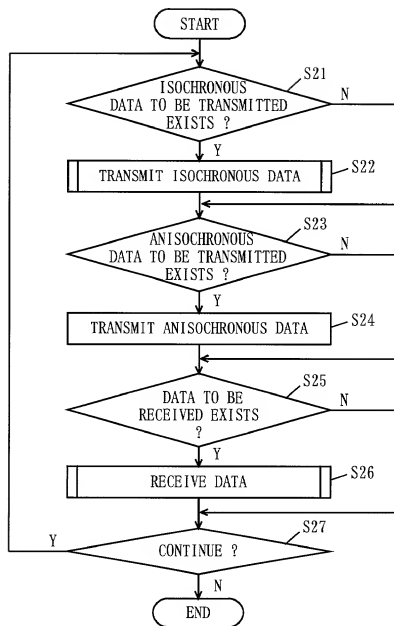 START
ISOCHRONOUS
DATA TO BE TRANSMITTED
EXISTS ?
S21
N
Y
TRANSMIT ISOCHRONOUS DATA
S22
ANISOCHRONOUS
DATA TO BE TRANSMITTED
EXISTS ?
S23
N
Y
TRANSMIT ANISOCHRONOUS DATA
S24
DATA TO BE
RECEIVED EXISTS
?
S25
N
Y
RECEIVE DATA
S26
CONTINUE ?
S27
Y
N
END